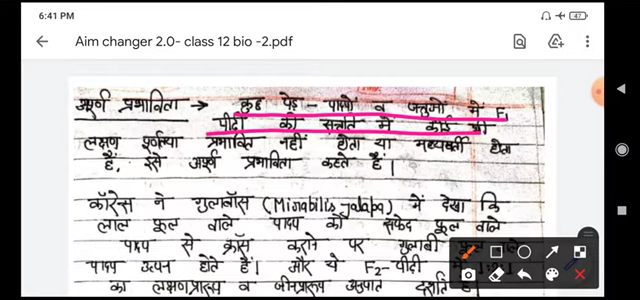 6:41 PM
47
Aim changer 2.0- class 12 bio -2.pdf
अपूर्ण प्रभाविता → कुछ पेड़ - पौधों व जन्तुओं में F₁
पीढ़ी की सन्तति में कोई भी
लक्षण पूर्णतया प्रभावित नहीं होता या मध्यवर्ती होता
हैं, इसे अपूर्ण प्रभाविता कहते हैं।
कॉरेन्स ने गुलाबाँस (Mirabilis jalapa) में देखा कि
लाल फूल वाले पादप को सफेद फूल वाले
पादप से क्रॉस कराने पर गुलाबी फूल वाले
पादप उत्पन्न होते हैं। और ये F₂-पीढ़ी में
का लक्षणप्रारूप व जीनप्रारूप अनुपात दर्शाते हैं